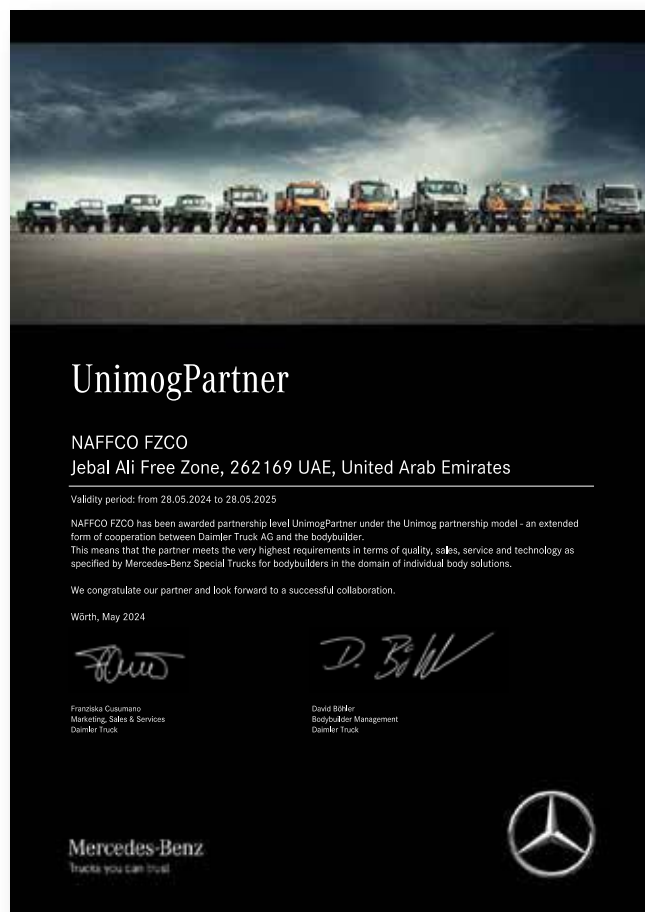 UnimogPartner
NAFFCO FZCO
Jebal Ali Free Zone, 262169 UAE, United Arab Emirates
Validity period: from 28.05.2024 to 28.05.2025
NAFFCO FZCO has been awarded partnership level UnimogPartner under the Unimog partnership model - an extended
form of cooperation between Daimler Truck AG and the bodybuilder.
This means that the partner meets the very highest requirements in terms of quality, sales, service and technology as
specified by Mercedes-Benz Special Trucks for bodybuilders in the domain of individual body solutions.
We congratulate our partner and look forward to a successful collaboration.
Wörth, May 2024
D. Böhler
Franziska Cusumano
Marketing, Sales & Services
Daimler Truck
David Böhler
Bodybuilder Management
Daimler Truck
Mercedes-Benz
Trucks you can trust